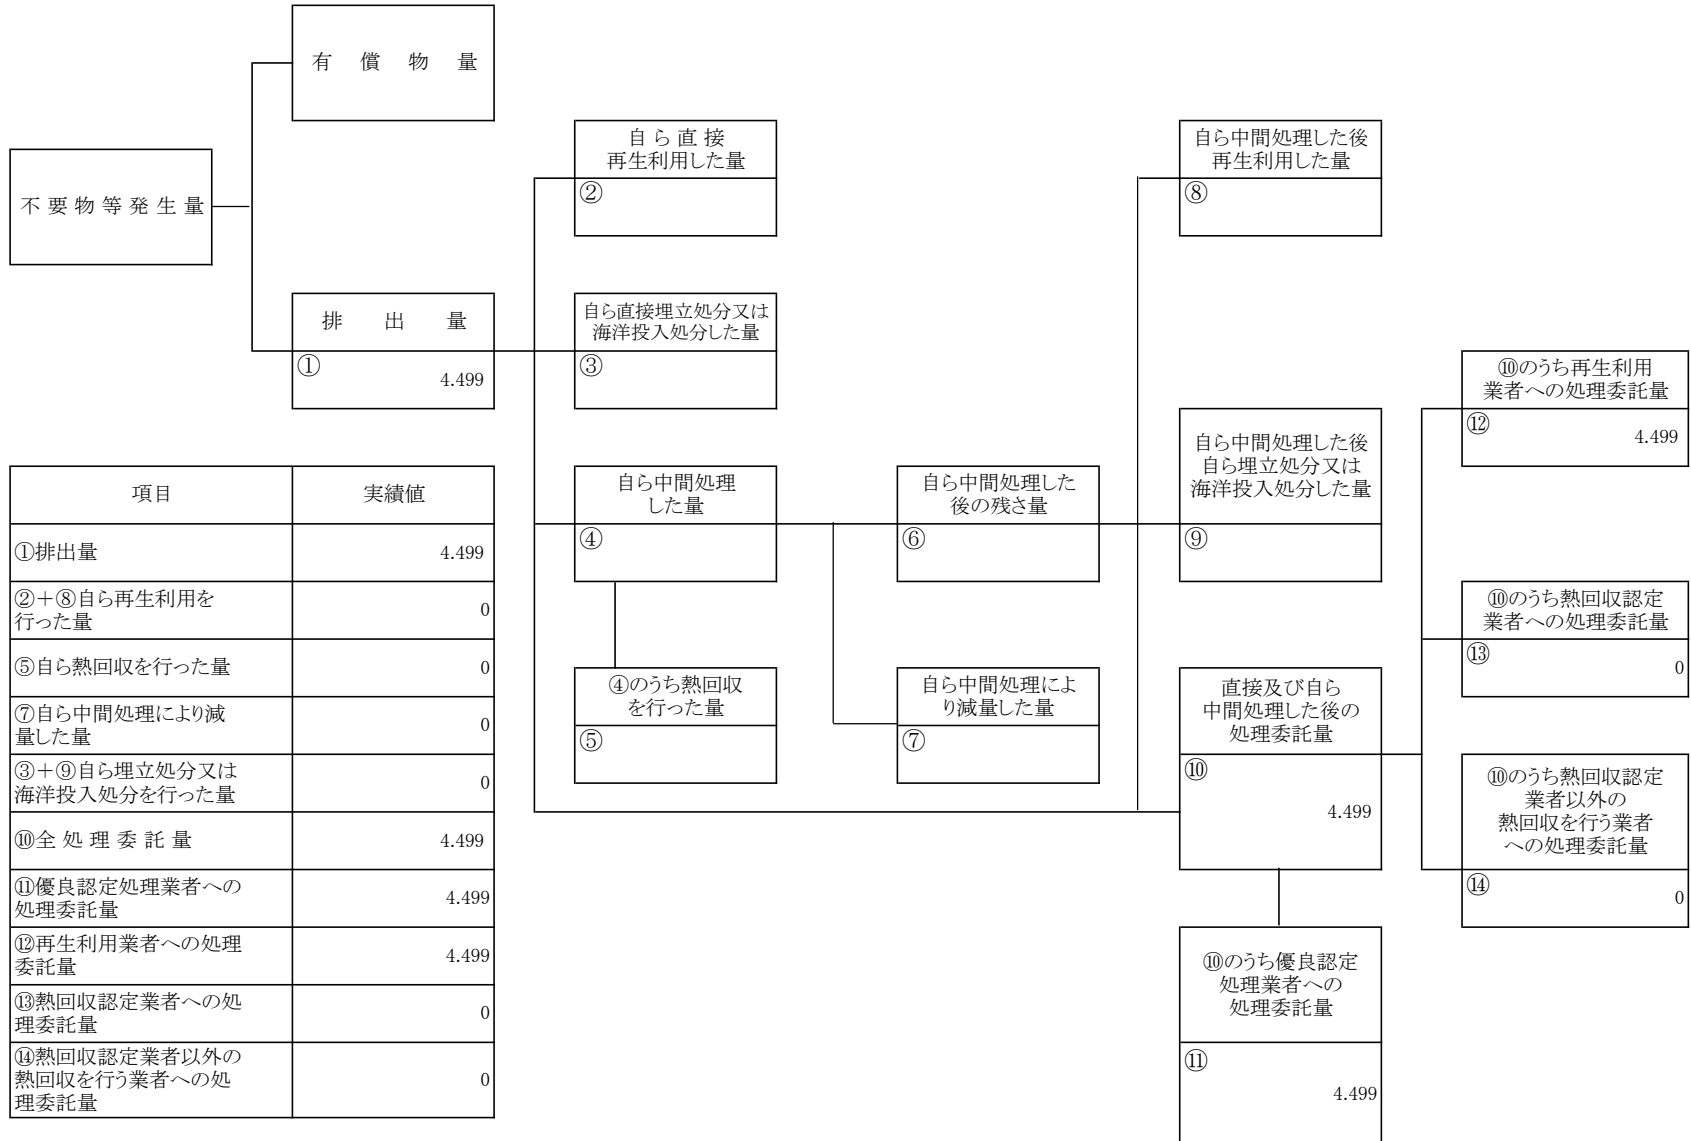 有償物量
不要物等発生量
排出量
①
4.499
自ら直接
再生利用した量
②
自ら直接埋立処分又は
海洋投入処分した量
③
自ら中間処理
した量
④
④のうち熱回収
を行った量
⑤
自ら中間処理した
後の残さ量
⑥
自ら中間処理によ
り減量した量
⑦
自ら中間処理した後
再生利用した量
⑧
自ら中間処理した後
自ら埋立処分又は
海洋投入処分した量
⑨
直接及び自ら
中間処理した後の
処理委託量
⑩
4.499
⑩のうち優良認定
処理業者への
処理委託量
⑪
4.499
⑩のうち再生利用
業者への処理委託量
⑫
4.499
⑩のうち熱回収認定
業者への処理委託量
⑬
0
⑩のうち熱回収認定
業者以外の
熱回収を行う業者
への処理委託量
⑭
0
項目 実績値
①排出量 4.499
②+⑧自ら再生利用を
行った量 0
⑤自ら熱回収を行った量 0
⑦自ら中間処理により減
量した量 0
③+⑨自ら埋立処分又は
海洋投入処分を行った量 0
⑩全処理委託量 4.499
⑪優良認定処理業者への
処理委託量 4.499
⑫再生利用業者への処理
委託量 4.499
⑬熱回収認定業者への処
理委託量 0
⑭熱回収認定業者以外の
熱回収を行う業者への処
理委託量 0